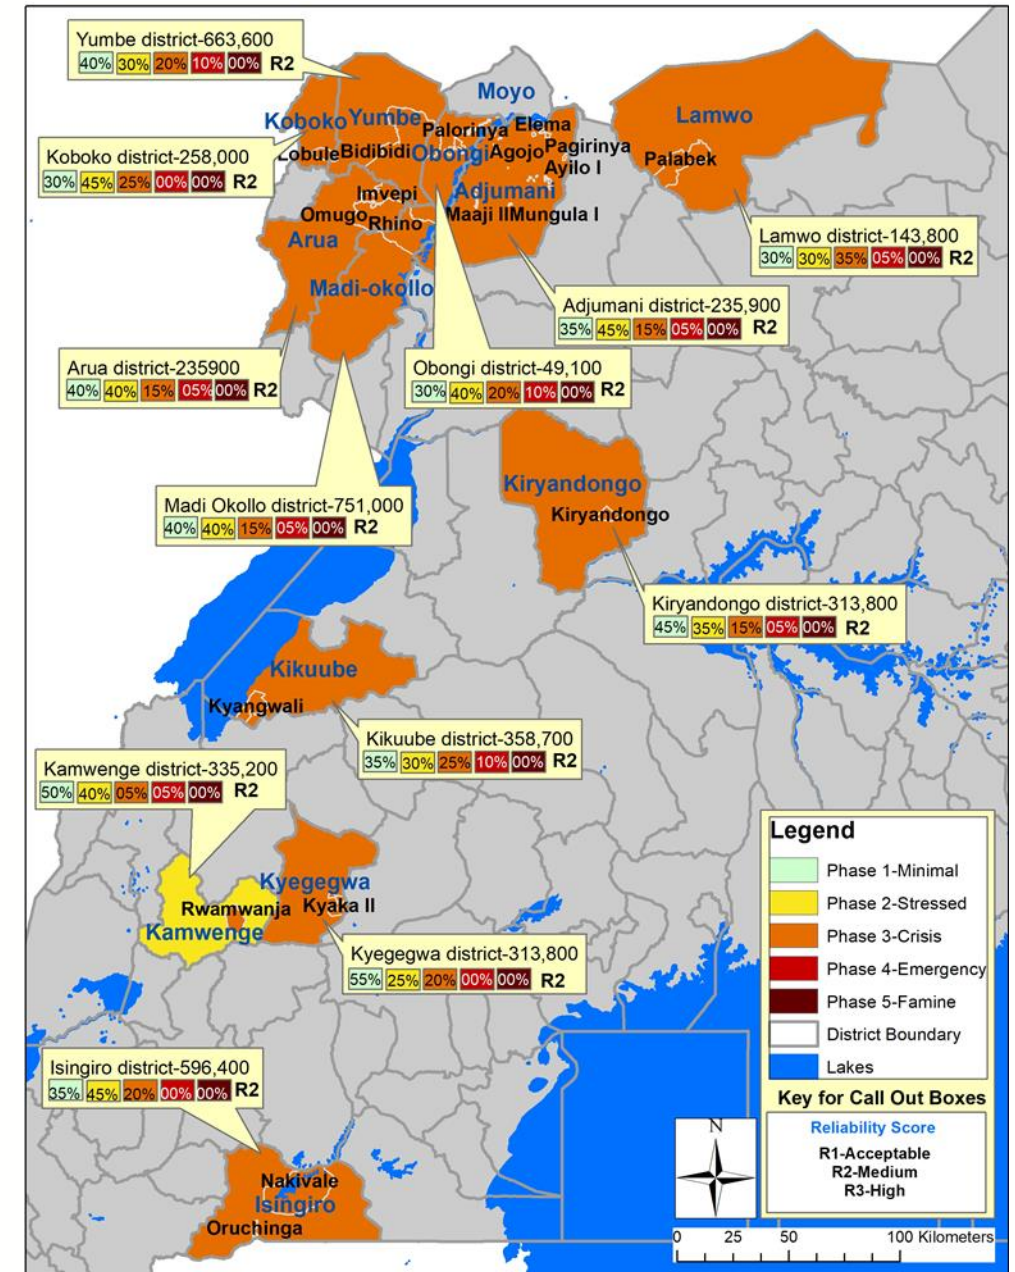 Yumbe district-663,600
40% 30% 20% 10% 00% R2
Moyo
Koboko Yumbe
Lamwo
Palorinya Elema
Lobule Bidibidi Obongi Agojo Pagirinya
Ayilo I
Palabek
Koboko district-258,000
30% 45% 25% 00% 00% R2
Imvepi
Adjumani
Omugo Rhino
Maaji II Mungula I
Arua
Lamwo district-143,800
30% 30% 35% 05% 00% R2
Madi-okollo
Adjumani district-235,900
35% 45% 15% 05% 00% R2
Arua district-235900
40% 40% 15% 05% 00% R2
Obongi district-49,100
30% 40% 20% 10% 00% R2
Kiryandongo
Kiryandongo
Madi Okollo district-751,000
40% 40% 15% 05% 00% R2
Kiryandongo district-313,800
45% 35% 15% 05% 00% R2
Kikuube
Kyangwali
Kikuube district-358,700
35% 30% 25% 10% 00% R2
Kamwenge district-335,200
50% 40% 05% 05% 00% R2
Kyegegwa
Rwamwanja Kyaka II
Kamwenge
Kyegegwa district-313,800
55% 25% 20% 00% 00% R2
Isingiro district-596,400
35% 45% 20% 00% 00% R2
Nakivale
Isingiro
Oruchinga
Legend
Phase 1-Minimal
Phase 2-Stressed
Phase 3-Crisis
Phase 4-Emergency
Phase 5-Famine
District Boundary
Lakes
Key for Call Out Boxes
Reliability Score
R1-Acceptable
R2-Medium
R3-High
N
0 25 50 100 Kilometers